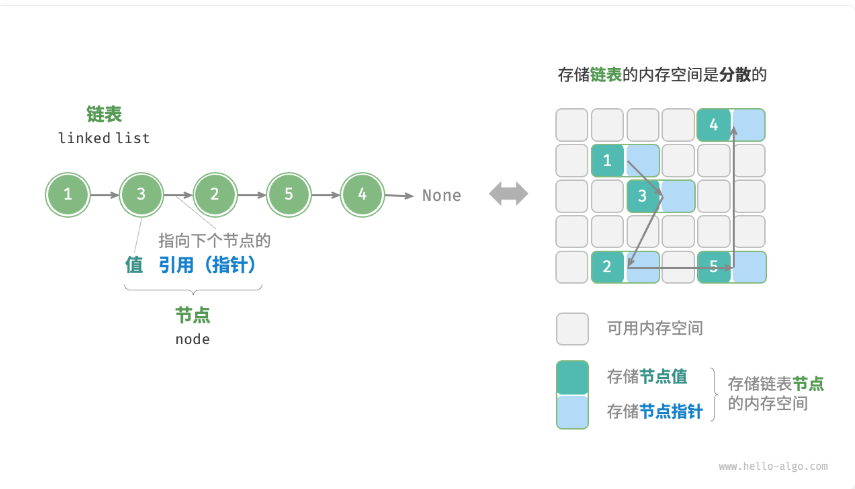 链表
linked list
1
3
2
5
4
None
指向下个节点的
值 引用（指针）
节点
node
存储链表的内存空间是分散的
4
1
3
2
5
可用内存空间
存储节点值
存储节点指针
存储链表节点
的内存空间
www.hello-algo.com